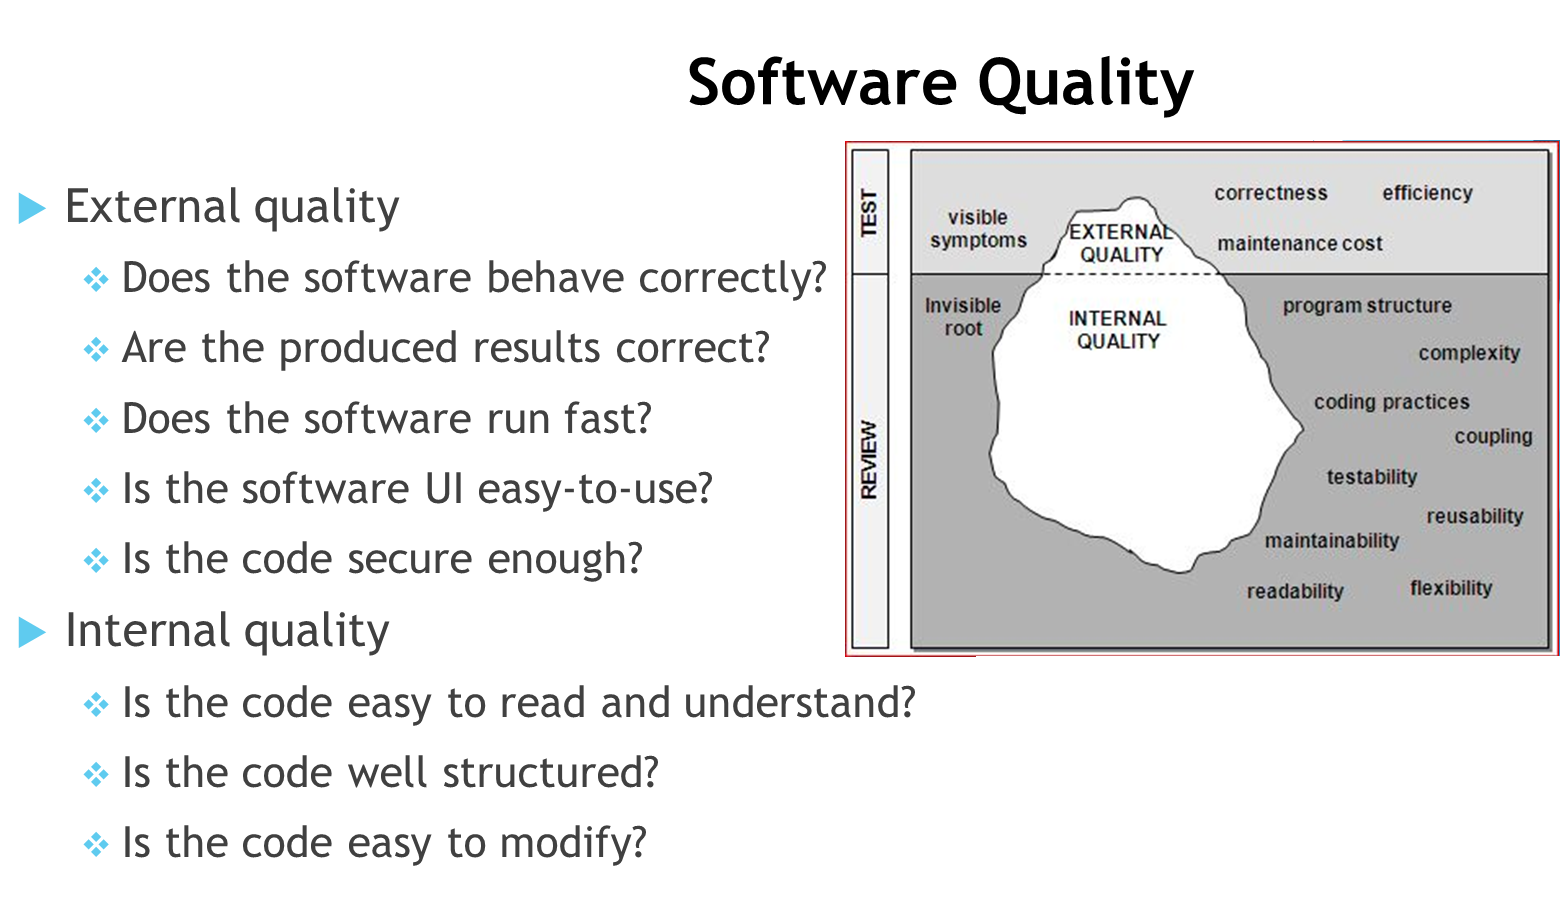 Software Quality
External quality
Does the software behave correctly?
Are the produced results correct?
Does the software run fast?
Is the software UI easy-to-use?
Is the code secure enough?
Internal quality
Is the code easy to read and understand?
Is the code well structured?
Is the code easy to modify?
TEST
visible
symptoms
EXTERNAL
QUALITY
correctness
efficiency
maintenance cost
REVIEW
Invisible
root
INTERNAL
QUALITY
program structure
complexity
coding practices
coupling
testability
reusability
maintainability
readability
flexibility